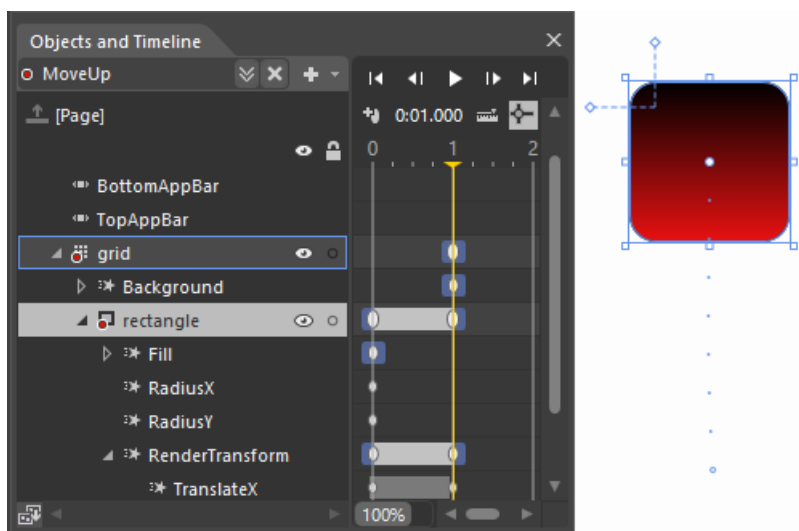 Objects and Timeline
MoveUp
[Page]
0:01.000
0 1 2
BottomAppBar
TopAppBar
grid
Background
rectangle
Fill
RadiusX
RadiusY
RenderTransform
TranslateX
100%